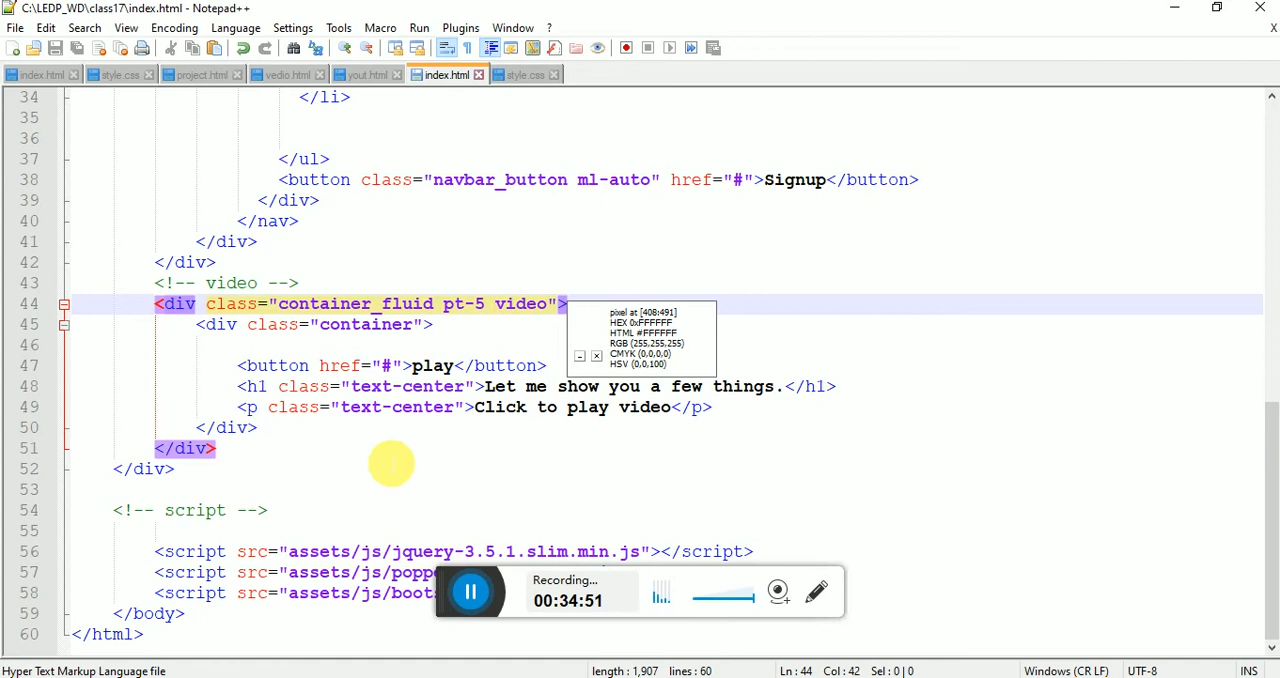 C:\LEDP_WD\class17\index.html - Notepad++
File Edit Search View Encoding Language Settings Tools Macro Run Plugins Window ? X
index.html style.css project.html vedio.html yout.html index.html style.css
34 </li>
35
36
37 </ul>
38 <button class="navbar_button ml-auto" href="#">Signup</button>
39 </div>
40 </nav>
41 </div>
42 </div>
43 <!-- video -->
44 <div class="container_fluid pt-5 video">
45 <div class="container">
46
47 <button href="#">play</button>
48 <h1 class="text-center">Let me show you a few things.</h1>
49 <p class="text-center">Click to play video</p>
50 </div>
51 </div>
52 </div>
53
54 <!-- script -->
55
56 <script src="assets/js/jquery-3.5.1.slim.min.js"></script>
57 <script src="assets/js/popp
58 <script src="assets/js/boots
59 </body>
60 </html>
pixel at [408:491]
HEX 0xFFFFFF
HTML #FFFFFF
RGB (255,255,255)
CMYK (0,0,0,0)
HSV (0,0,100)
Recording...
00:34:51
Hyper Text Markup Language file length : 1,907 lines : 60 Ln : 44 Col : 42 Sel : 0 | 0 Windows (CR LF) UTF-8 INS